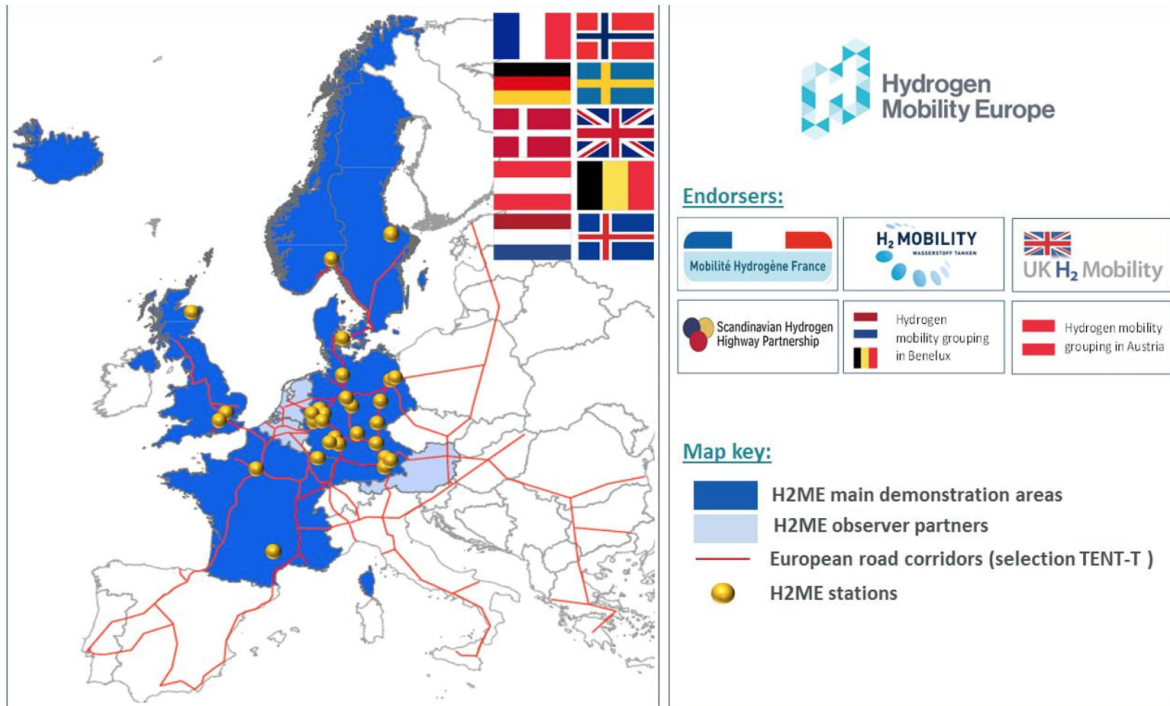 Hydrogen
Mobility Europe
Endorsers:
Mobilité Hydrogène France
H₂ MOBILITY
WASSERSTOFF TANKEN
UK H₂ Mobility
Scandinavian Hydrogen
Highway Partnership
Hydrogen
mobility grouping
in Benelux
Hydrogen mobility
grouping in Austria
Map key:
H2ME main demonstration areas
H2ME observer partners
European road corridors (selection TENT-T )
H2ME stations